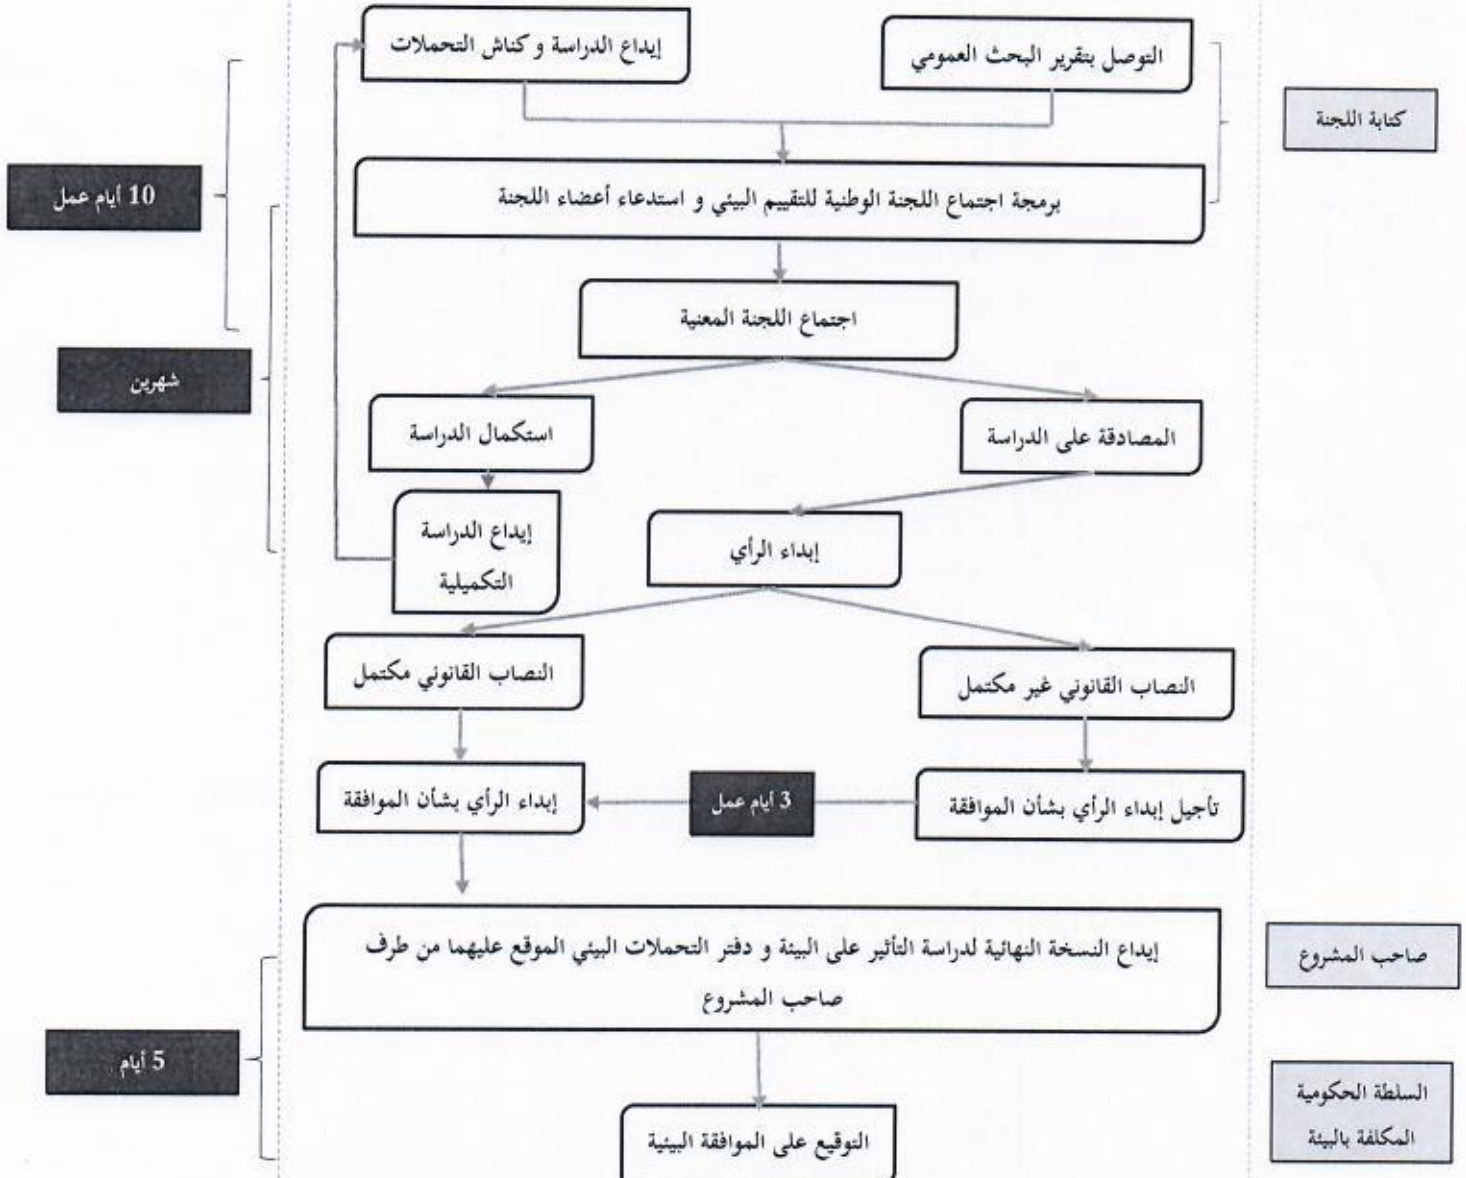 التوصل بتقرير البحث العمومي
إيداع الدراسة و كناش التحملات
كتابة اللجنة
برمجة اجتماع اللجنة الوطنية للتقييم البيئي و استدعاء أعضاء اللجنة
10 أيام عمل
اجتماع اللجنة المعنية
شهرين
المصادقة على الدراسة
استكمال الدراسة
إبداء الرأي
إيداع الدراسة
التكميلية
النصاب القانوني غير مكتمل
النصاب القانوني مكتمل
تأجيل إبداء الرأي بشأن الموافقة
3 أيام عمل
إبداء الرأي بشأن الموافقة
صاحب المشروع
إيداع النسخة النهائية لدراسة التأثير على البيئة و دفتر التحملات البيئي الموقع عليهما من طرف
صاحب المشروع
5 أيام
السلطة الحكومية
المكلفة بالبيئة
التوقيع على الموافقة البيئية